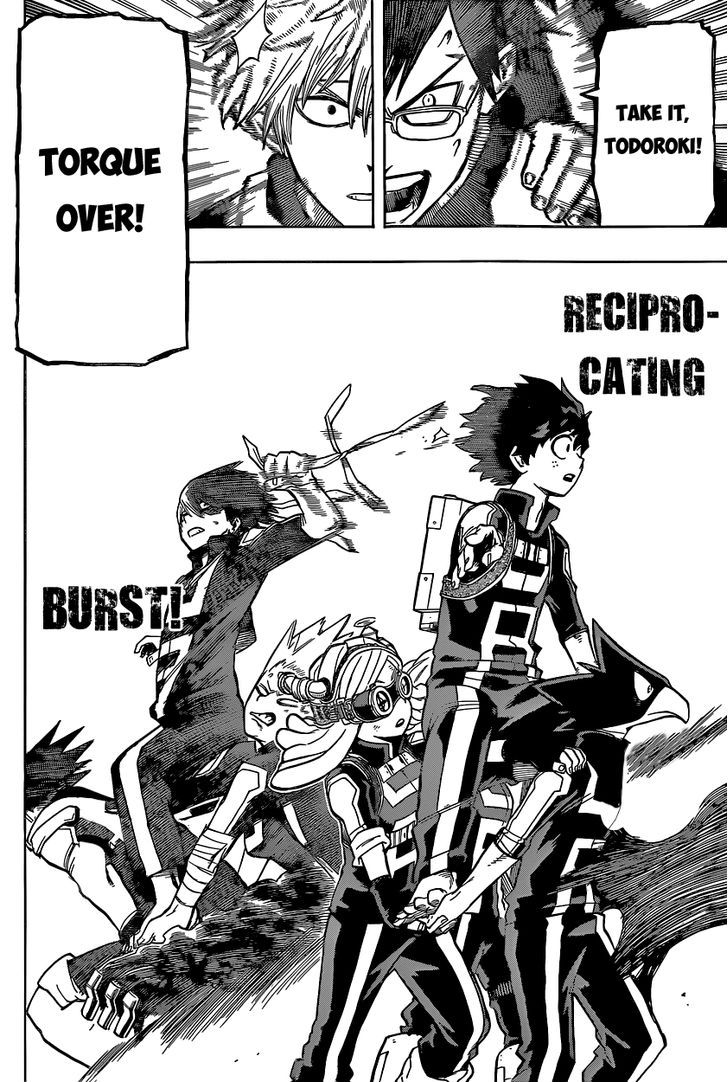 TAKE IT,
TODOROKI!
TORQUE
OVER!
RECIPRO-
CATING
BURST!